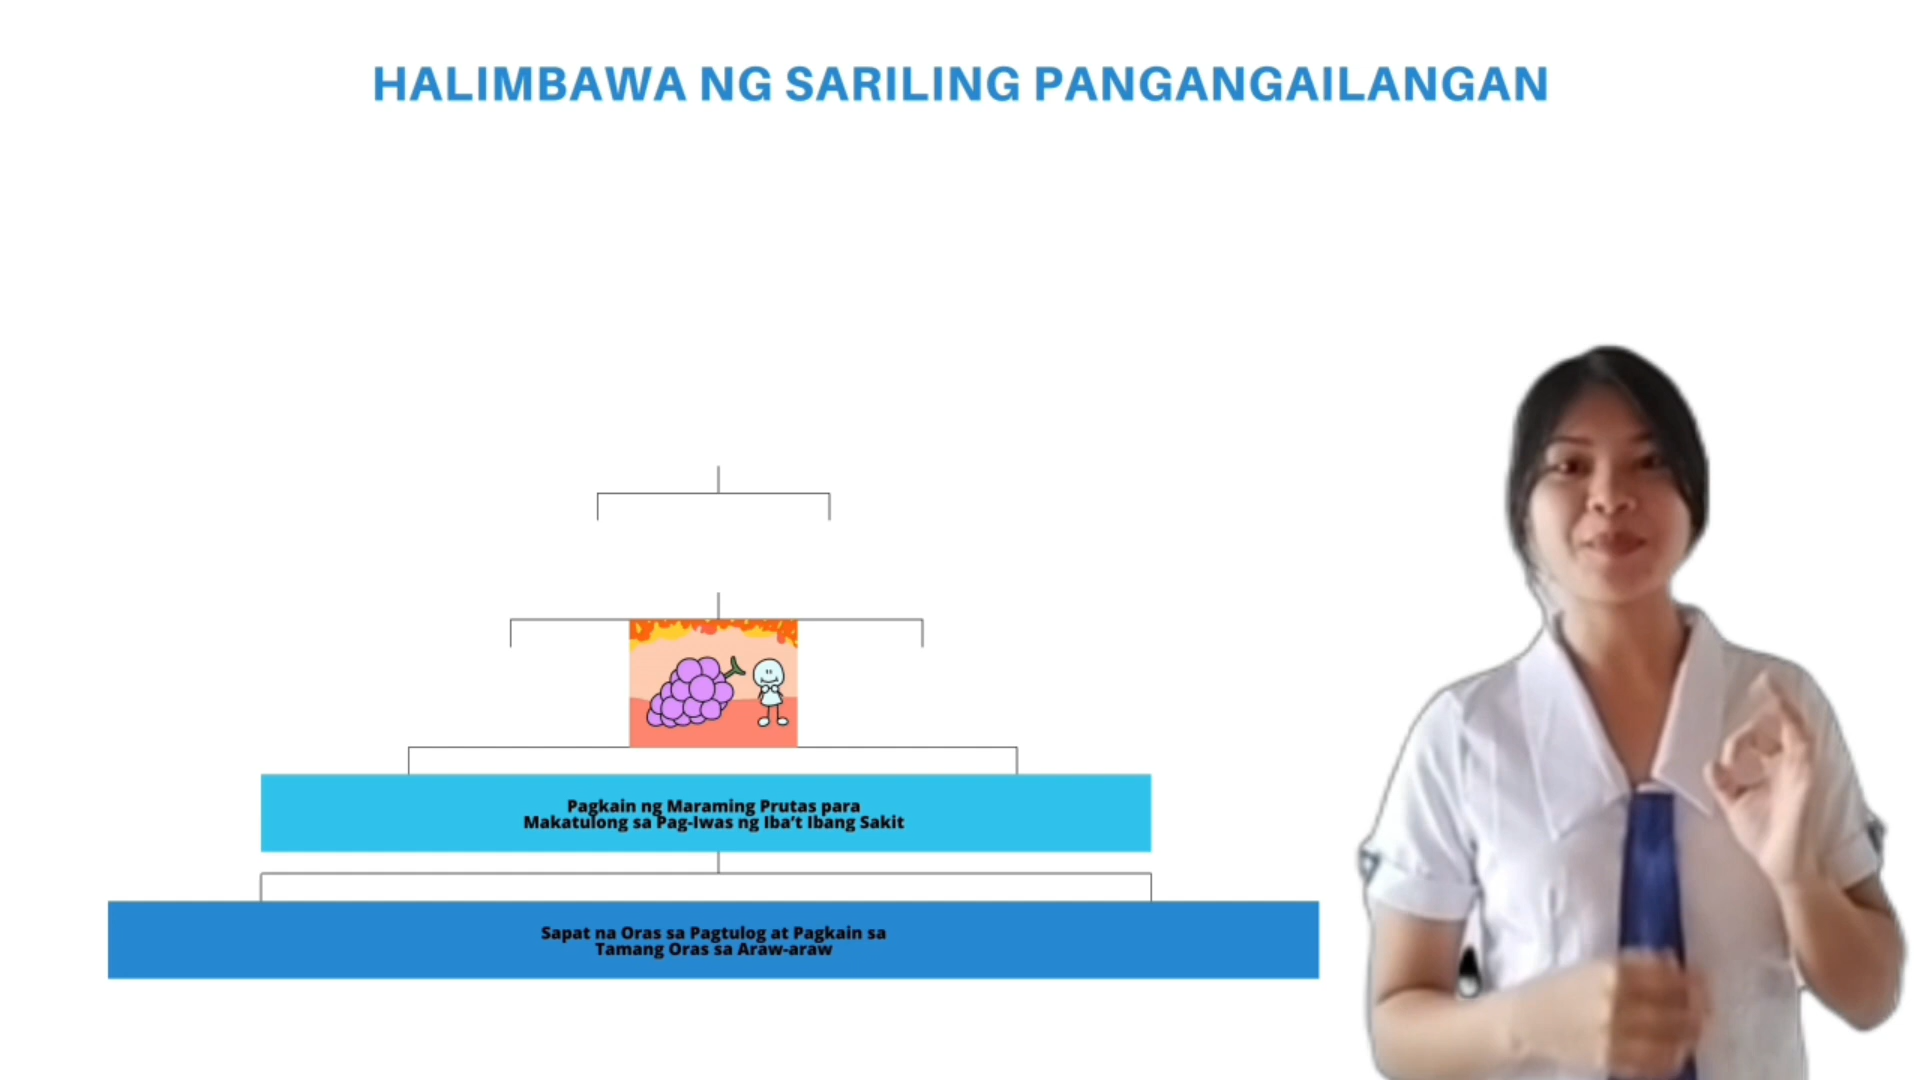 HALIMBAWA NG SARILING PANGANGAILANGAN
Pagkain ng Maraming Prutas para
Makatulong sa Pag-Iwas ng Iba't Ibang Sakit
Sapat na Oras sa Pagtulog at Pagkain sa
Tamang Oras sa Araw-araw